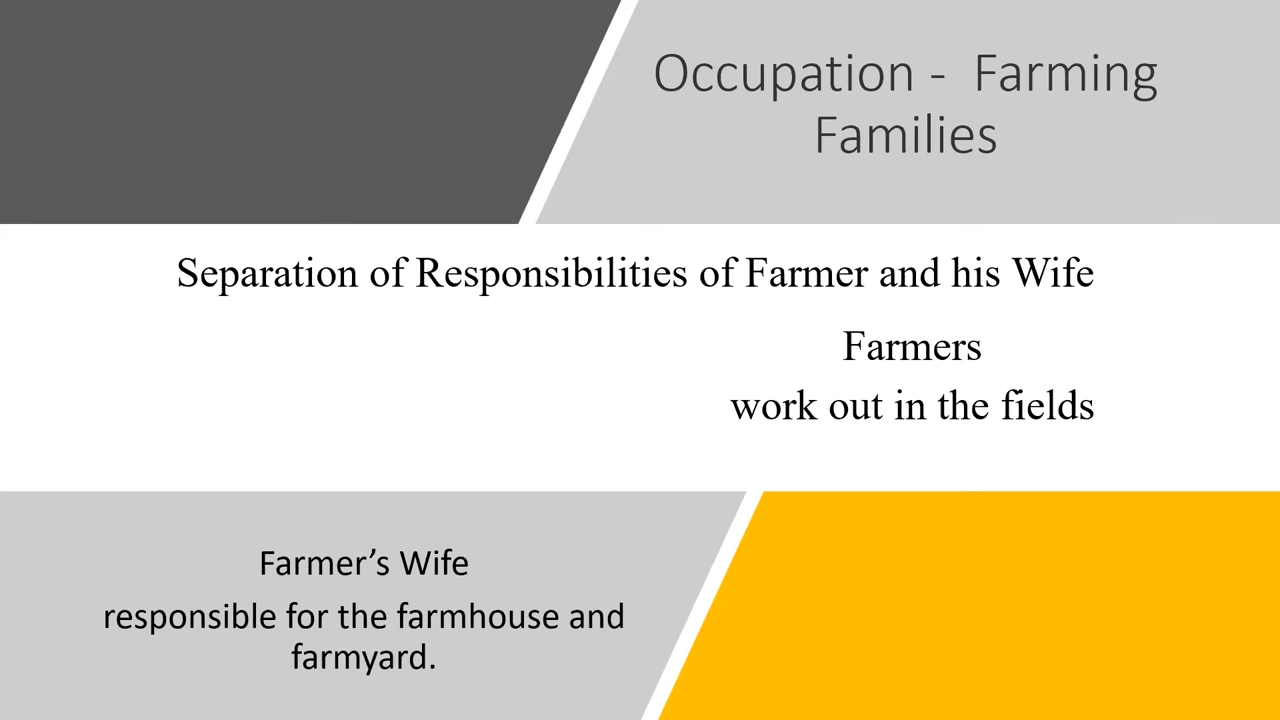 Occupation - Farming
Families
Separation of Responsibilities of Farmer and his Wife
Farmers
work out in the fields
Farmer’s Wife
responsible for the farmhouse and
farmyard.